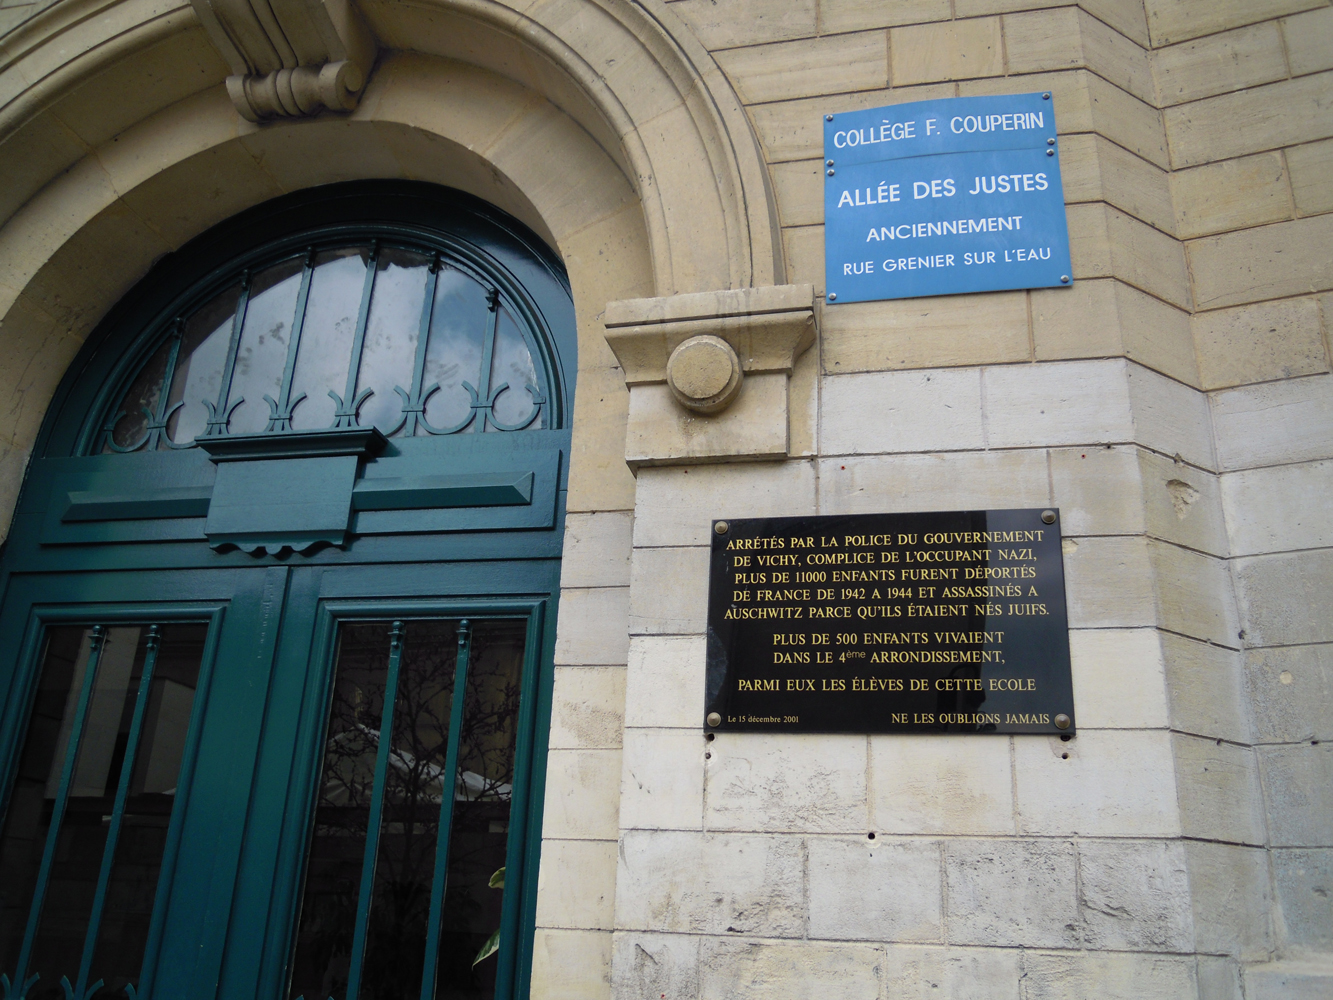 COLLÈGE F. COUPERIN
ALLÉE DES JUSTES
ANCIENNEMENT
RUE GRENIER SUR L'EAU
ARRÉTÉS PAR LA POLICE DU GOUVERNEMENT
DE VICHY, COMPLICE DE L'OCCUPANT NAZI,
PLUS DE 11000 ENFANTS FURENT DÉPORTÉS
DE FRANCE DE 1942 A 1944 ET ASSASSINÉS A
AUSCHWITZ PARCE QU'ILS ÉTAIENT NÉS JUIFS.
PLUS DE 500 ENFANTS VIVAIENT
DANS LE 4ème ARRONDISSEMENT,
PARMI EUX LES ÉLÈVES DE CETTE ECOLE
Le 15 décembre 2001 NE LES OUBLIONS JAMAIS